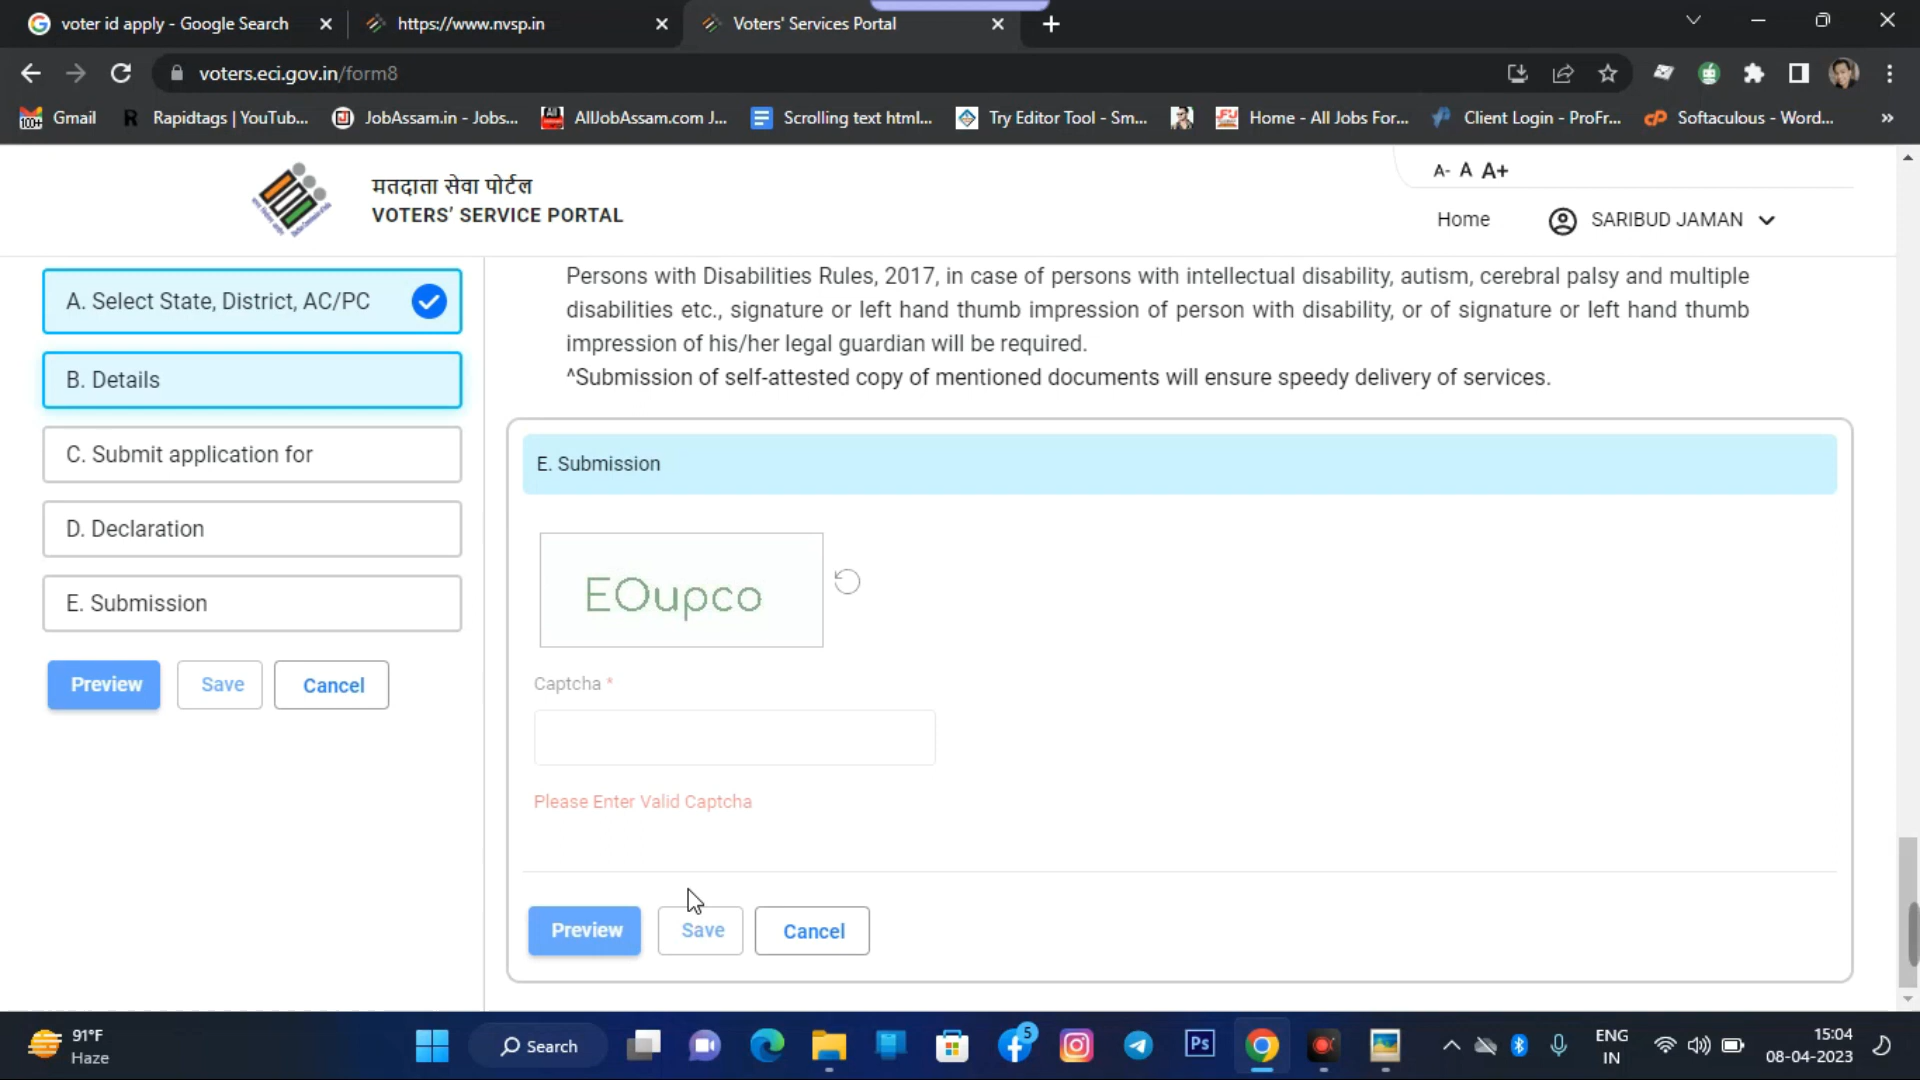 voter id apply - Google Search
https://www.nvsp.in
Voters' Services Portal
voters.eci.gov.in/form8
100+
Gmail
R
Rapidtags | YouTub...
JobAssam.in - Jobs...
AllJobAssam.com J...
Scrolling text html...
Try Editor Tool - Sm...
Home - All Jobs For...
Client Login - ProFr...
cP
Softaculous - Word...
»
मतदाता सेवा पोर्टल
VOTERS’ SERVICE PORTAL
A- A A+
Home
SARIBUD JAMAN
A. Select State, District, AC/PC
B. Details
C. Submit application for
D. Declaration
E. Submission
Preview
Save
Cancel
Persons with Disabilities Rules, 2017, in case of persons with intellectual disability, autism, cerebral palsy and multiple
disabilities etc., signature or left hand thumb impression of person with disability, or of signature or left hand thumb
impression of his/her legal guardian will be required.
^Submission of self-attested copy of mentioned documents will ensure speedy delivery of services.
E. Submission
EOupco
Captcha *
Please Enter Valid Captcha
Preview
Save
Cancel
91°F
Haze
Search
5
Ps
ENG
IN
15:04
08-04-2023